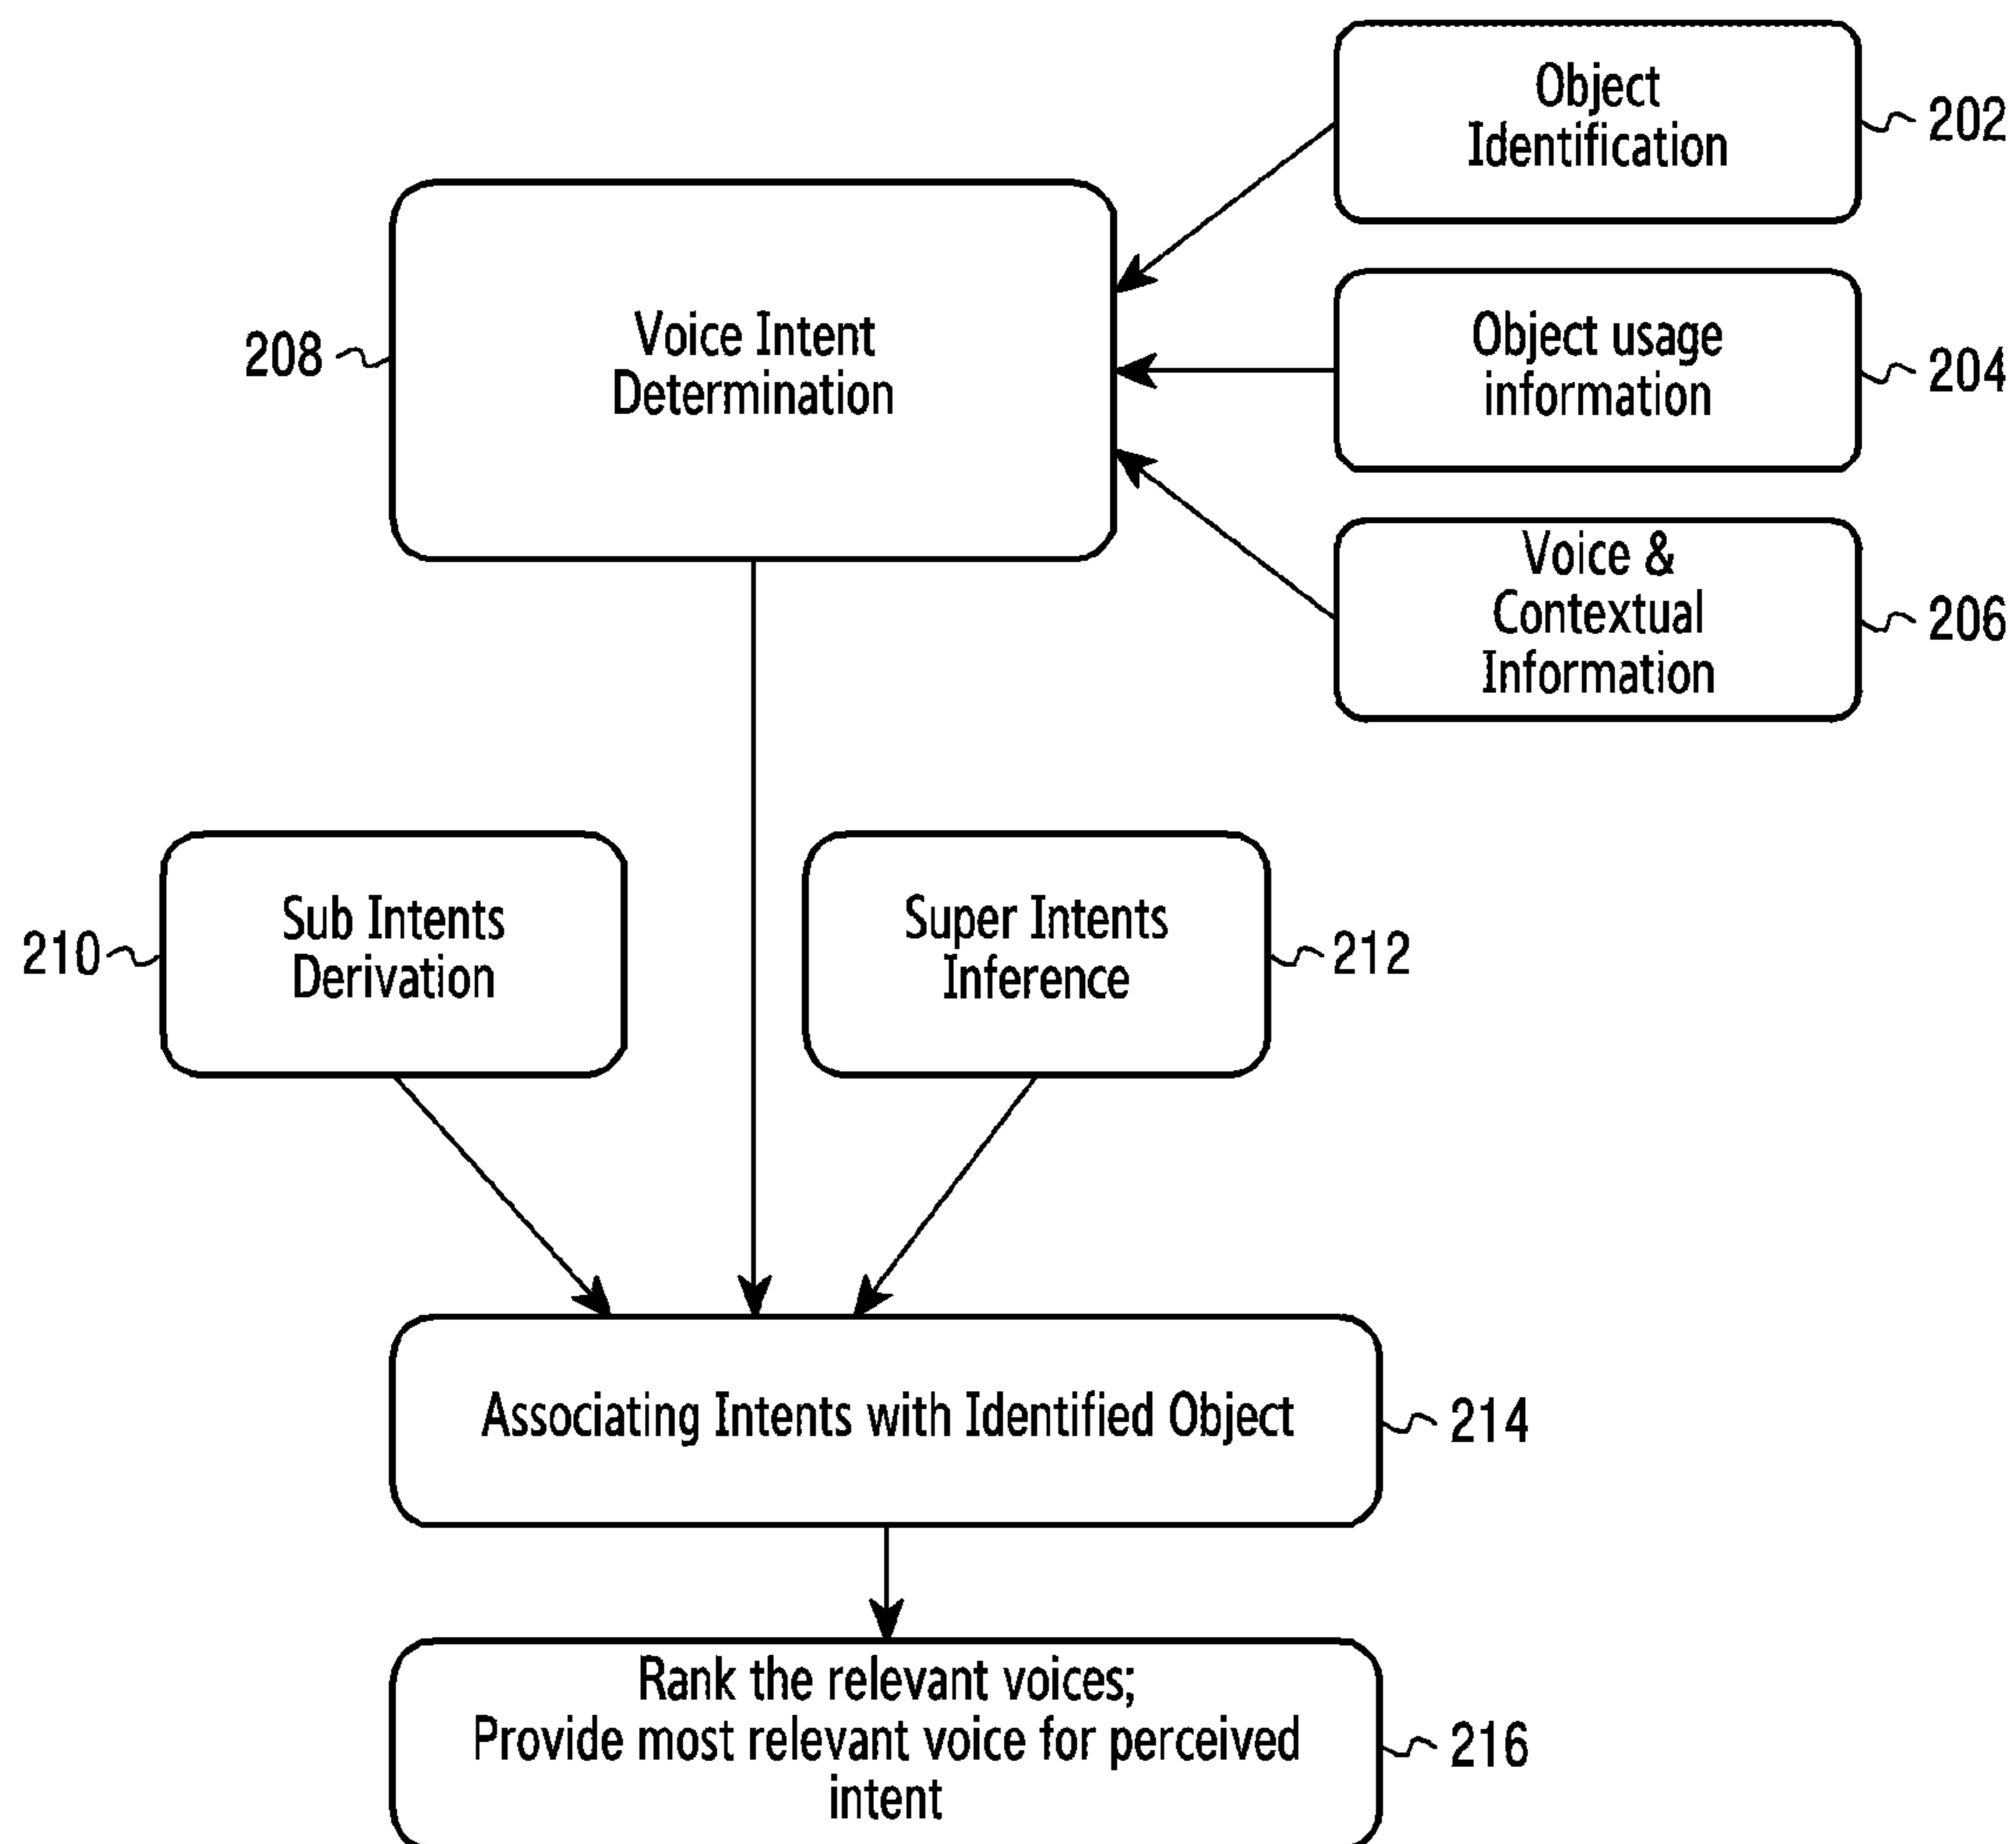 Object
Identification
202
Object usage
information
204
Voice &
Contextual
Information
206
208
Voice Intent
Determination
210
Sub Intents
Derivation
Super Intents
Inference
212
Associating Intents with Identified Object
214
Rank the relevant voices;
Provide most relevant voice for perceived
intent
216